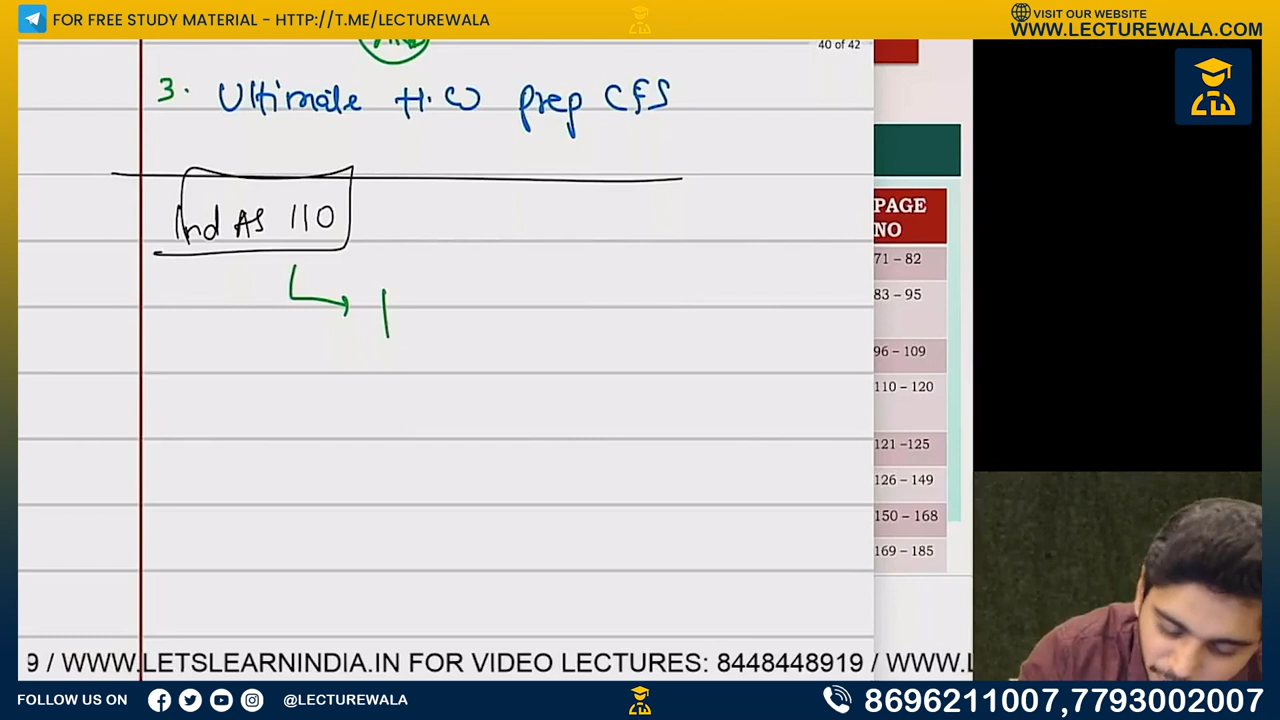 FOR FREE STUDY MATERIAL - HTTP://T.ME/LECTUREWALA
VISIT OUR WEBSITE
WWW.LECTUREWALA.COM
40 of 42
3. Ultimate H.W prep CFS
Ind AS 110
PAGE
NO
71 – 82
83 – 95
96 – 109
110 – 120
121 –125
126 – 149
150 – 168
169 – 185
9 / WWW.LETSLEARNINDIA.IN FOR VIDEO LECTURES: 8448448919 / WWW.L
FOLLOW US ON
@LECTUREWALA
8696211007,7793002007